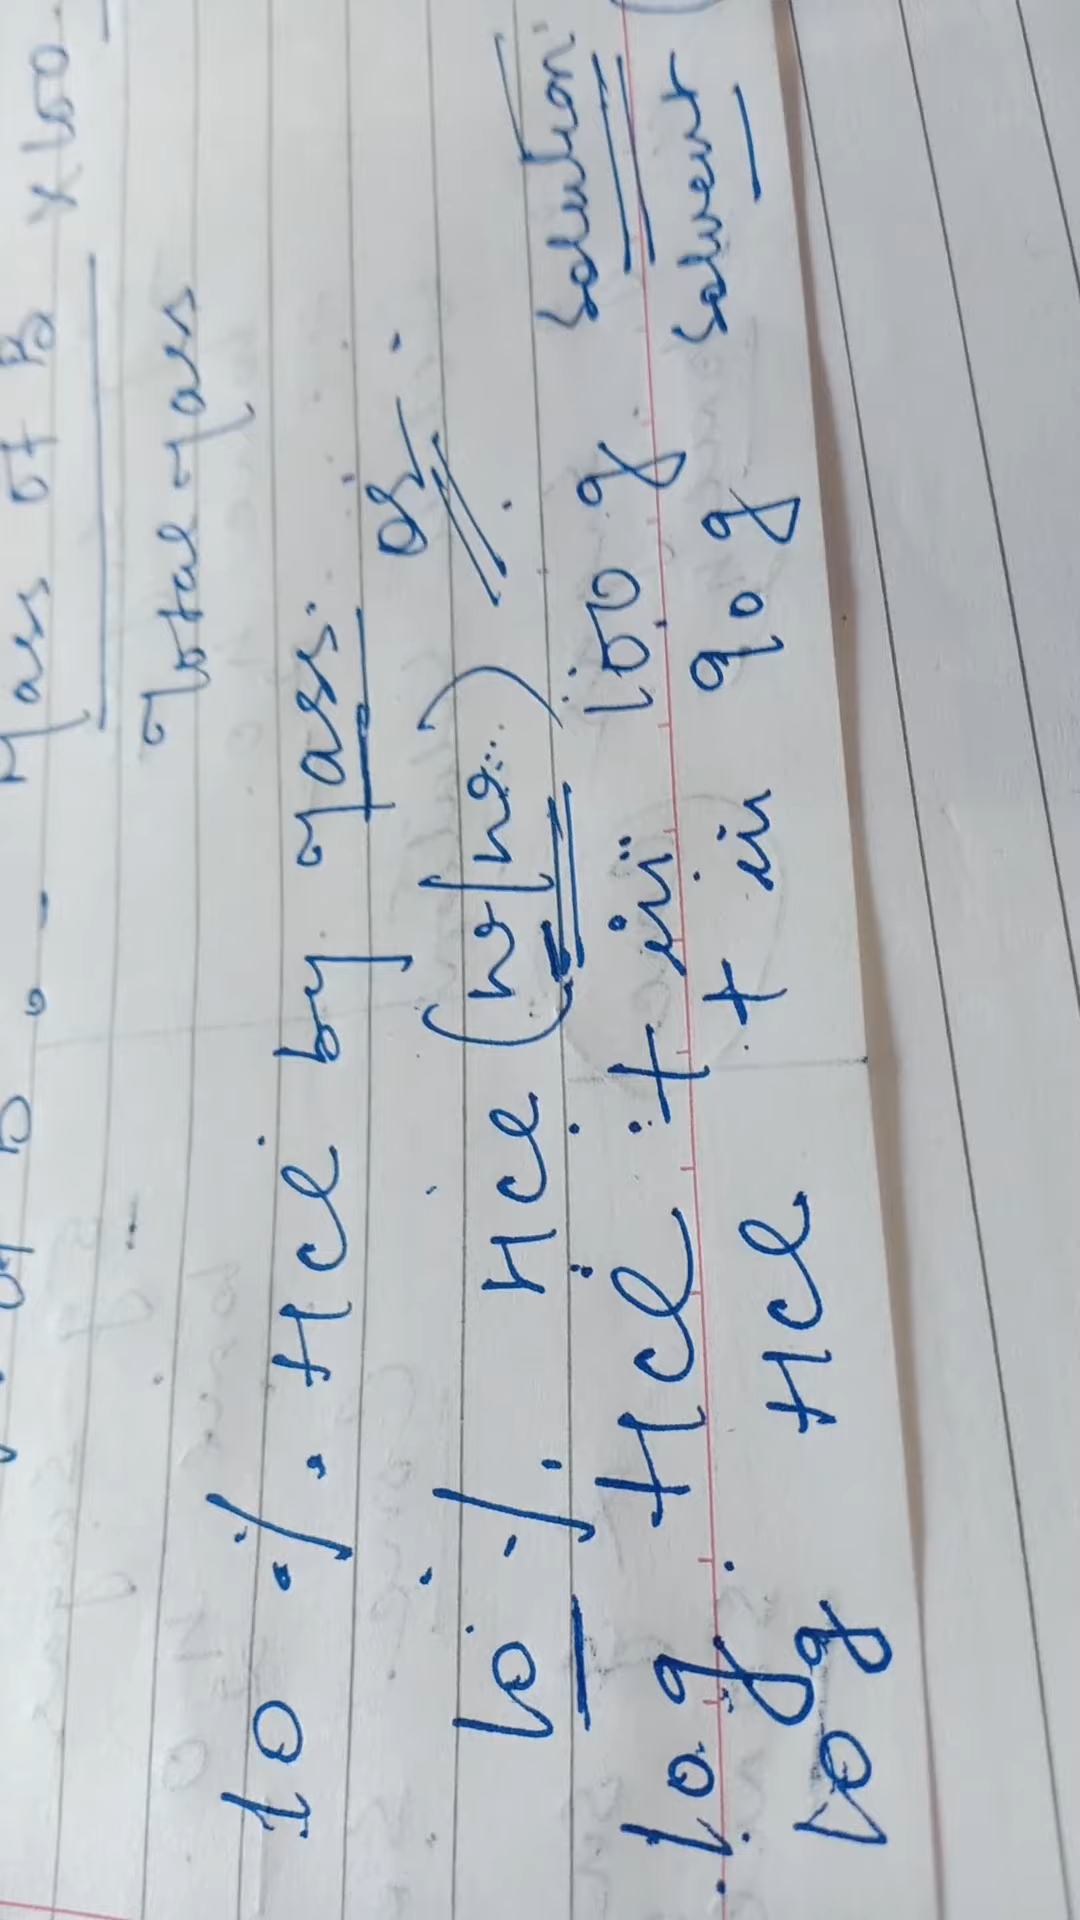 Mass of B x 100
Total Mass
10 % . HCl by Mass.
or
10 %. HCl (w/w)
10 g HCl + in 100 g Solution
10 g HCl + in 90 g Solvent